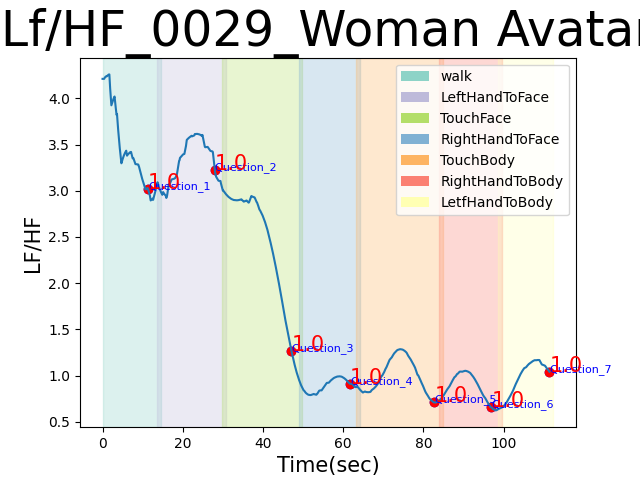 Lf/HF_0029_Woman Avatar
LF/HF
4.0
3.5
3.0
2.5
2.0
1.5
1.0
0.5
0
20
40
60
80
100
Time(sec)
walk
LeftHandToFace
TouchFace
RightHandToFace
TouchBody
RightHandToBody
LetfHandToBody
1.0
Question_1
1.0
Question_2
1.0
Question_3
1.0
Question_4
1.0
Question_5
1.0
Question_6
1.0
Question_7